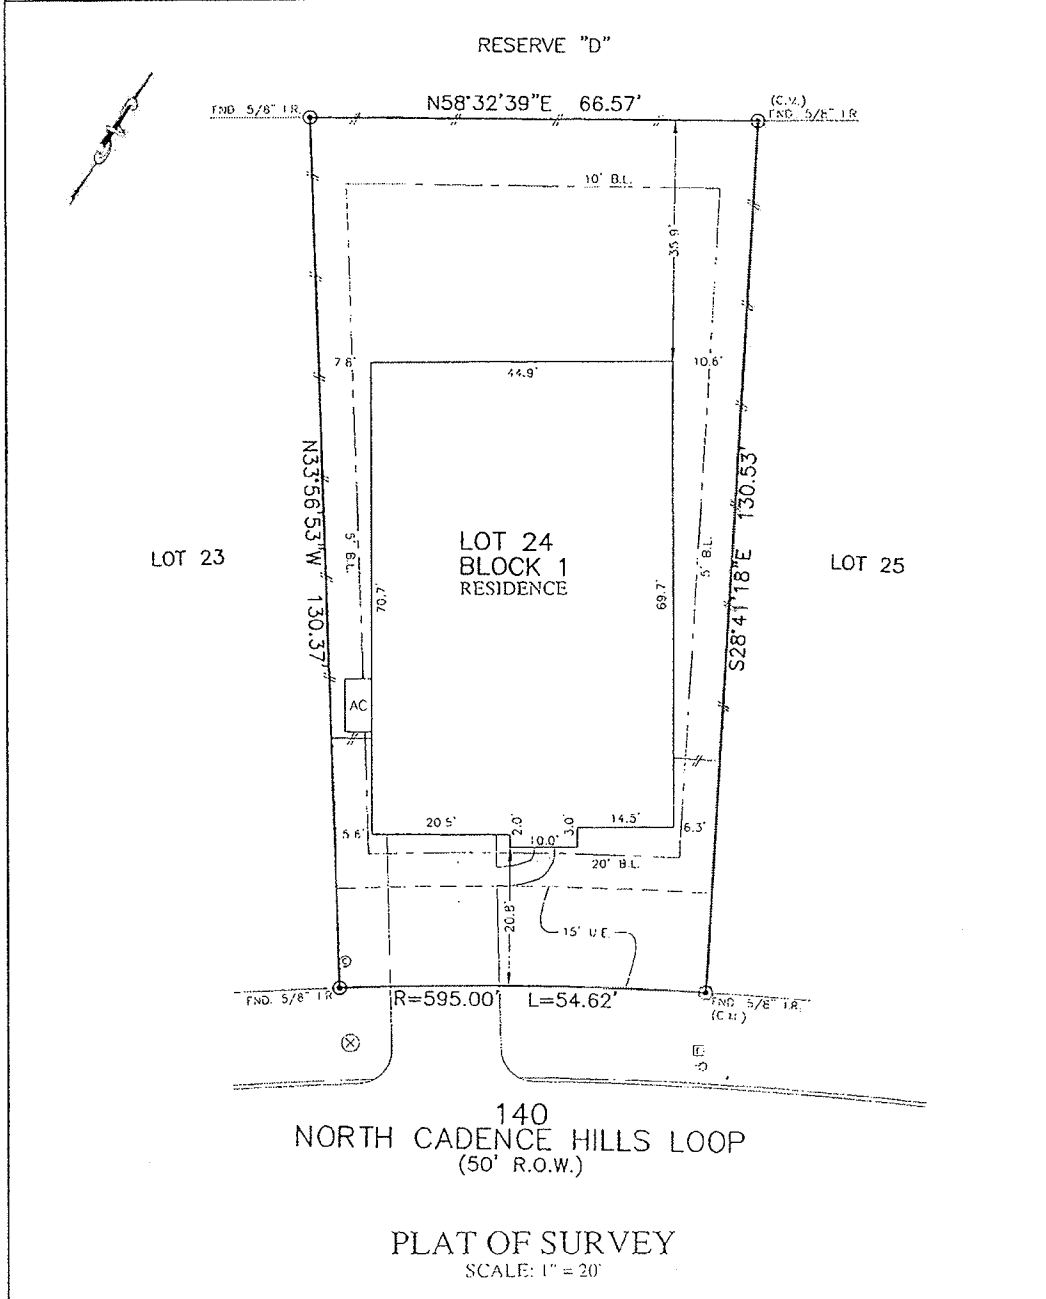 RESERVE "D"
N58°32'39"E 66.57'
FND 5/8" I.R.
(C.M.)
FND. 5/8" I.R.
10' B.L.
35.9'
7.6'
44.9'
10.6'
N33°56'53"W 130.37'
S28°41'18"E 130.53'
5' B.L.
5' B.L.
LOT 23
LOT 24
BLOCK 1
RESIDENCE
LOT 25
70.7'
69.7'
AC
20.5'
2.0'
10.0'
3.0'
14.5'
5.6'
6.3'
20' B.L.
20.8'
15' U.E.
FND. 5/8" I.R.
R=595.00' L=54.62'
FND 5/8" I.R.
(C.M.)
140
NORTH CADENCE HILLS LOOP
(50' R.O.W.)
PLAT OF SURVEY
SCALE: 1" = 20'